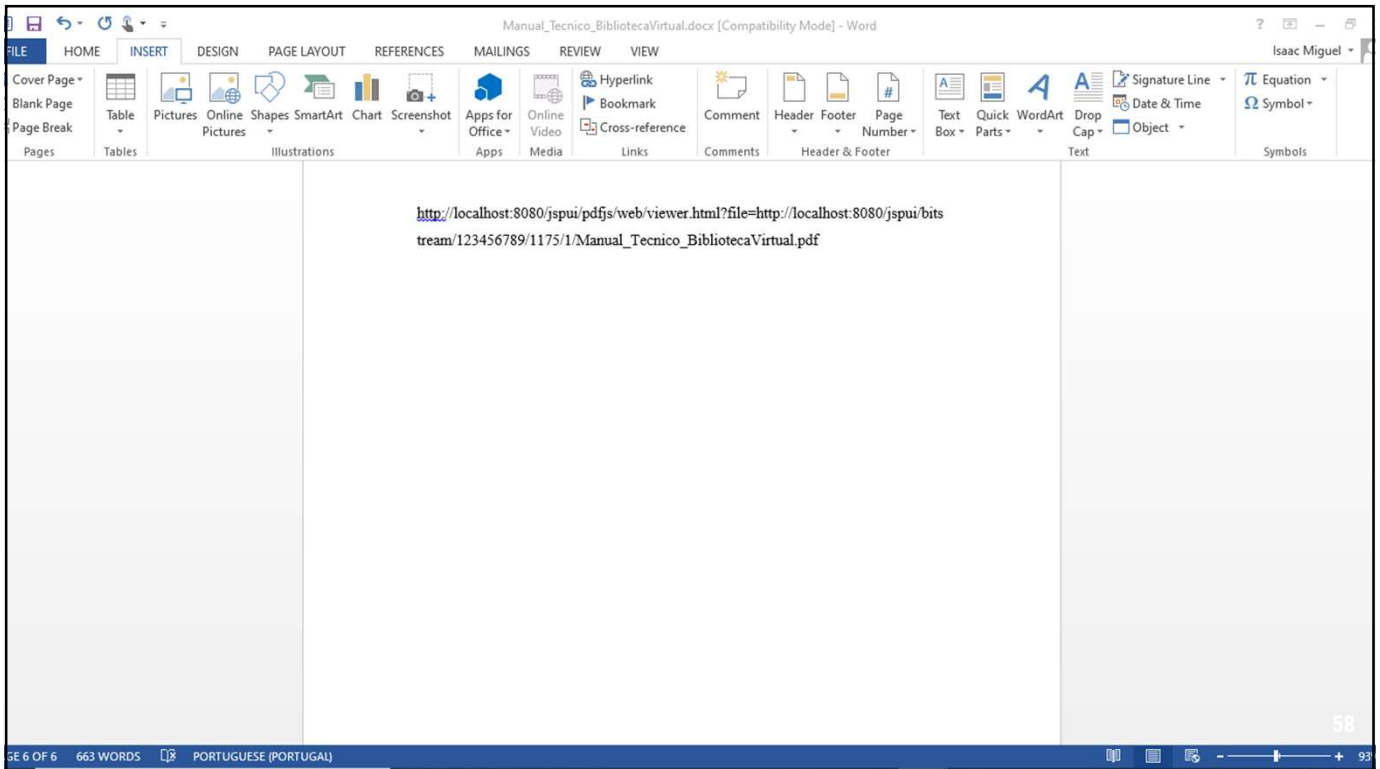 Manual_Tecnico_BibliotecaVirtual.docx [Compatibility Mode] - Word
?
FILE HOME INSERT DESIGN PAGE LAYOUT REFERENCES MAILINGS REVIEW VIEW Isaac Miguel
Cover Page
Blank Page
Page Break
Pages
Table
Tables
Pictures
Online Pictures
Shapes
SmartArt
Chart
Screenshot
Illustrations
Apps for Office
Apps
Online Video
Media
Hyperlink
Bookmark
Cross-reference
Links
Comment
Comments
Header
Footer
Page Number
#
Header & Footer
Text Box
Quick Parts
WordArt
Drop Cap
Signature Line
Date & Time
Object
Text
π Equation
Ω Symbol
Symbols
http://localhost:8080/jspui/pdfjs/web/viewer.html?file=http://localhost:8080/jspui/bits
tream/123456789/1175/1/Manual_Tecnico_BibliotecaVirtual.pdf
58
GE 6 OF 6 663 WORDS PORTUGUESE (PORTUGAL) - + 93